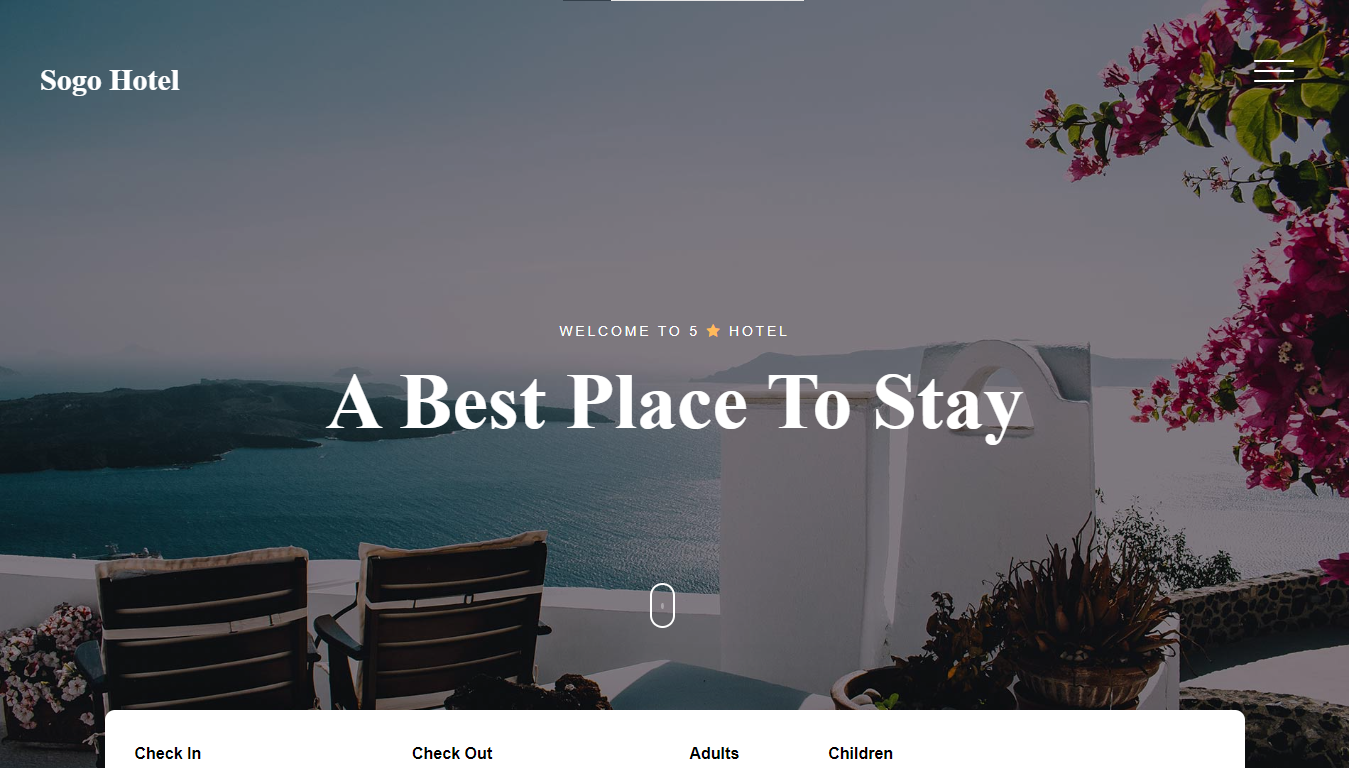 Sogo Hotel
WELCOME TO 5 ★ HOTEL
A Best Place To Stay
Check In Check Out Adults Children